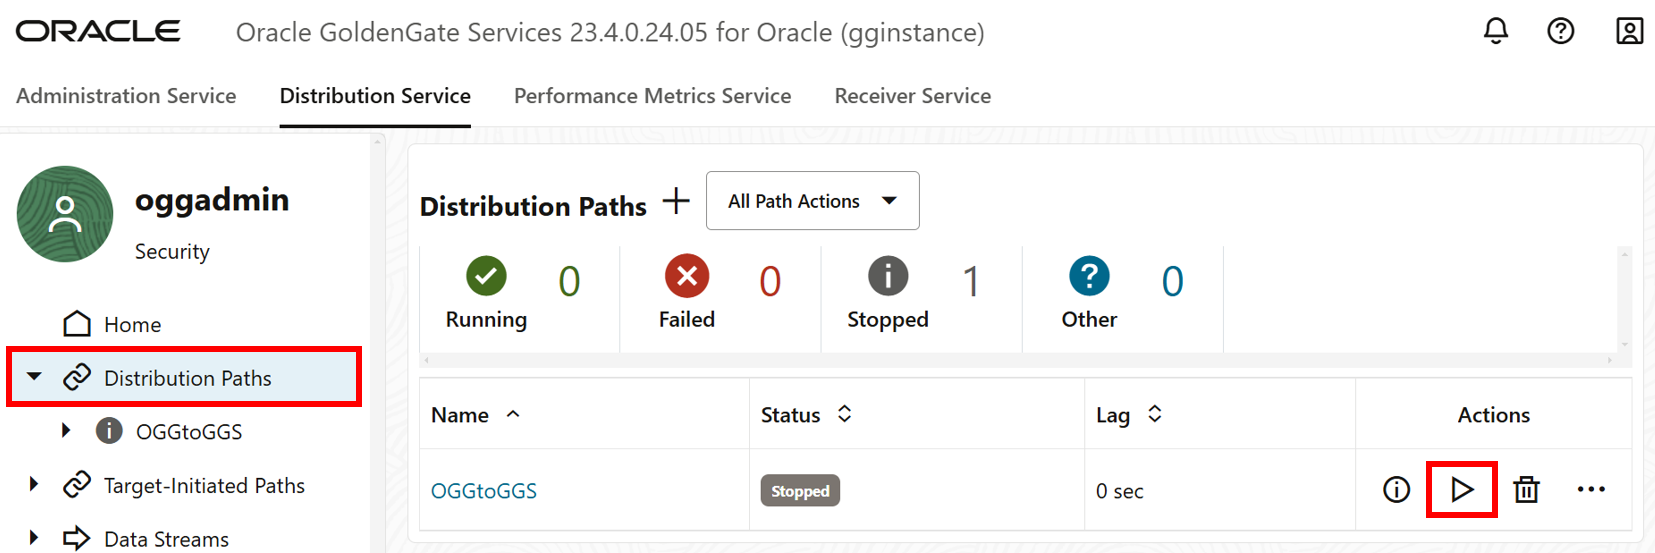 ORACLE
Oracle GoldenGate Services 23.4.0.24.05 for Oracle (gginstance)
Administration Service
Distribution Service
Performance Metrics Service
Receiver Service
oggadmin
Security
Home
Distribution Paths
OGGtoGGS
Target-Initiated Paths
Data Streams
Distribution Paths
All Path Actions
0
Running
0
Failed
1
Stopped
0
Other
Name
Status
Lag
Actions
OGGtoGGS
Stopped
0 sec